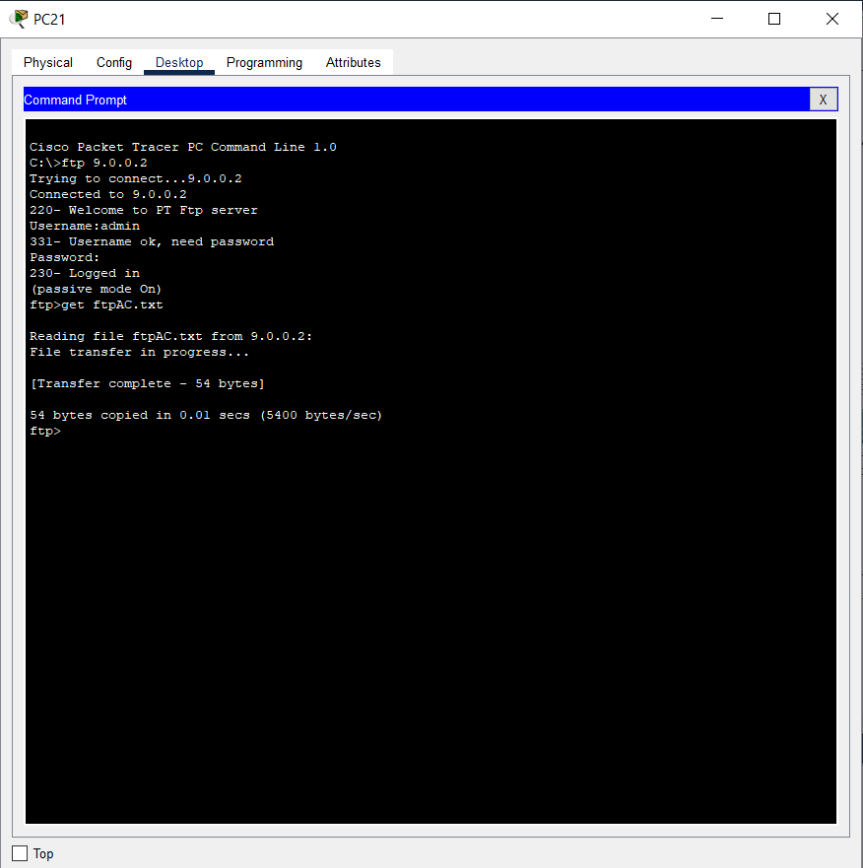 PC21
Physical Config Desktop Programming Attributes
Command Prompt X
Cisco Packet Tracer PC Command Line 1.0
C:\>ftp 9.0.0.2
Trying to connect...9.0.0.2
Connected to 9.0.0.2
220- Welcome to PT Ftp server
Username:admin
331- Username ok, need password
Password:
230- Logged in
(passive mode On)
ftp>get ftpAC.txt
Reading file ftpAC.txt from 9.0.0.2:
File transfer in progress...
[Transfer complete - 54 bytes]
54 bytes copied in 0.01 secs (5400 bytes/sec)
ftp>
Top